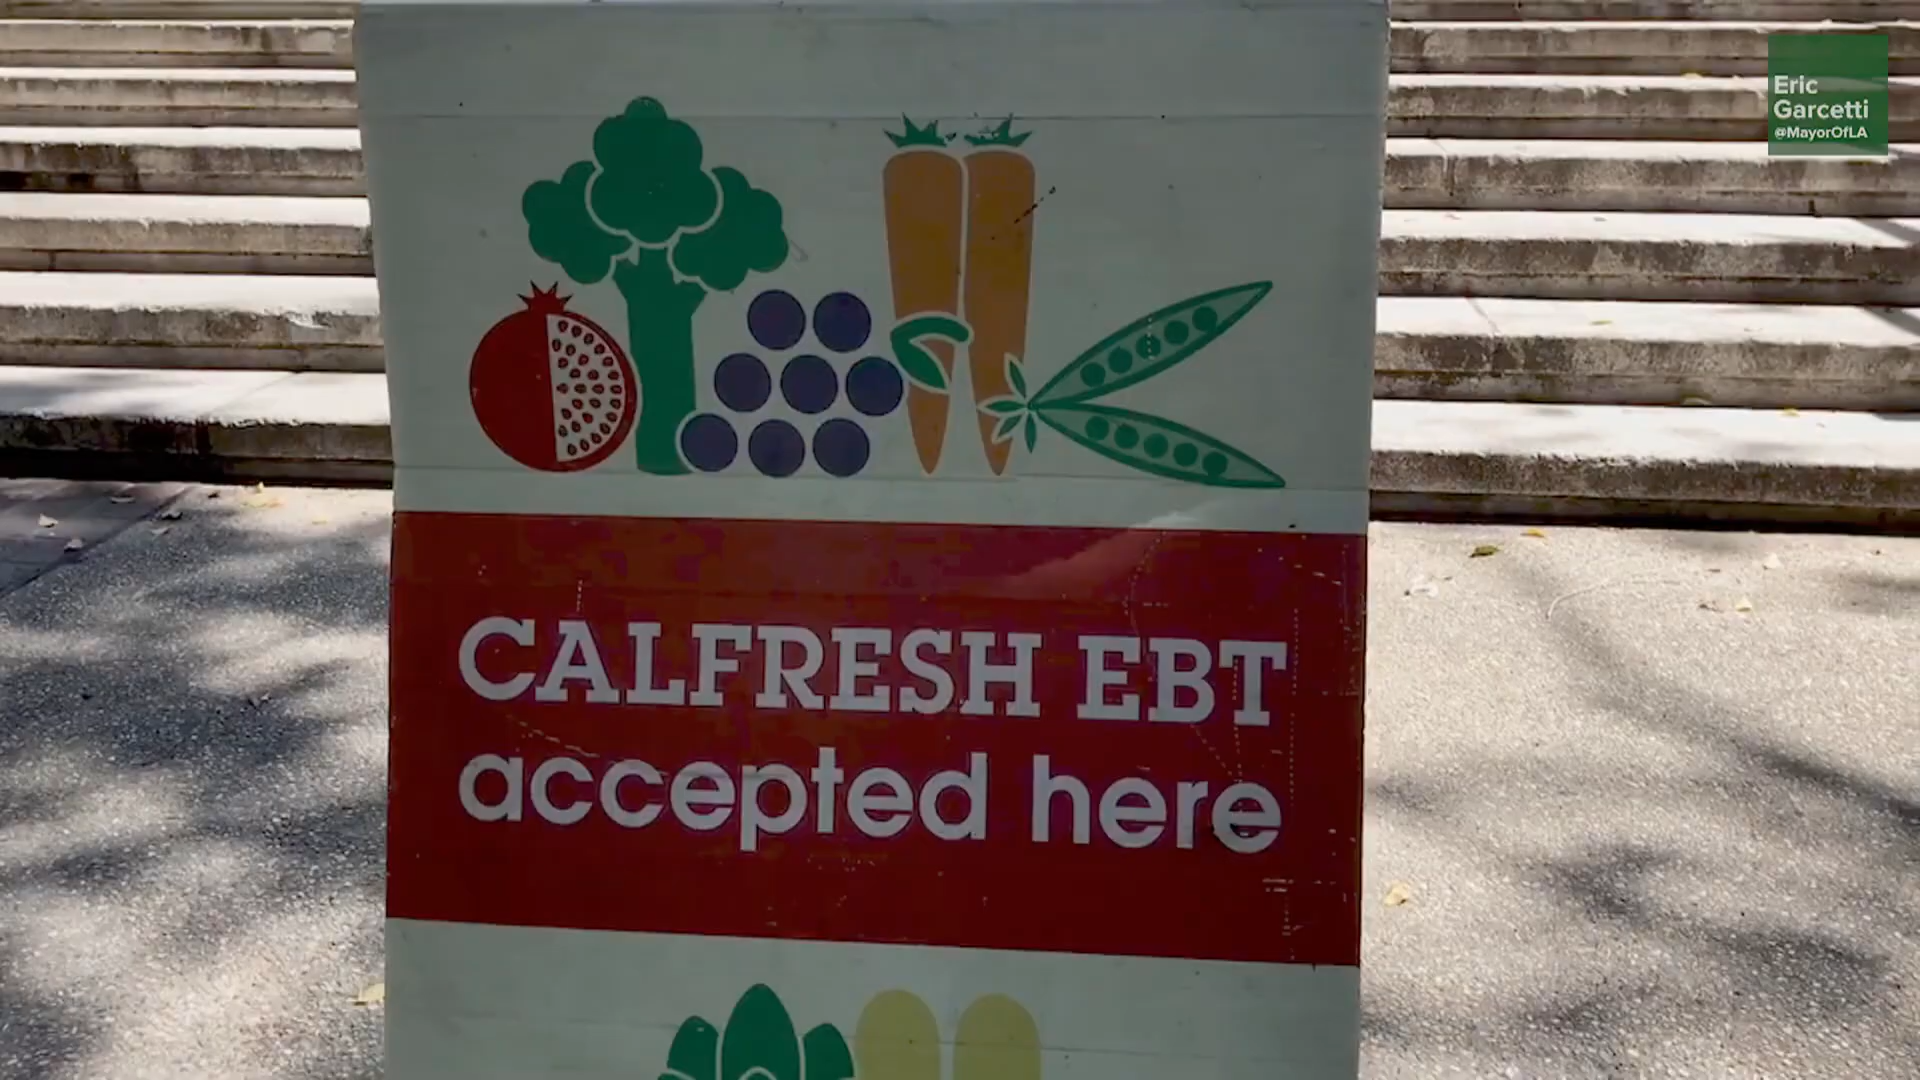 Eric
Garcetti
@MayorOfLA
CALFRESH EBT
accepted here